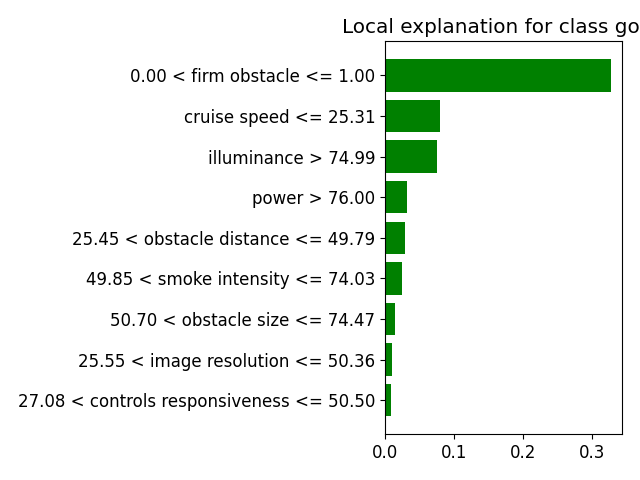 Local explanation for class go
0.00 < firm obstacle <= 1.00
cruise speed <= 25.31
illuminance > 74.99
power > 76.00
25.45 < obstacle distance <= 49.79
49.85 < smoke intensity <= 74.03
50.70 < obstacle size <= 74.47
25.55 < image resolution <= 50.36
27.08 < controls responsiveness <= 50.50
0.0 0.1 0.2 0.3